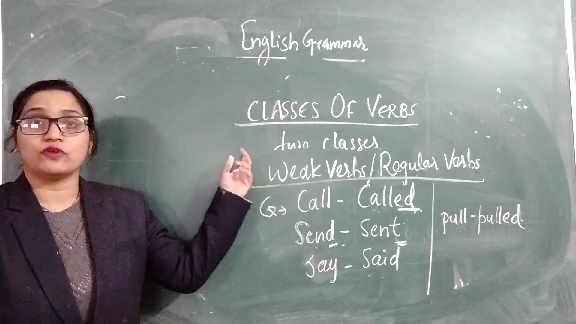 English Grammar
CLASSES OF VERBS
two classes
Weak Verbs/Regular Verbs
Call - Called
Send - Sent
Say - Said
pull-pulled